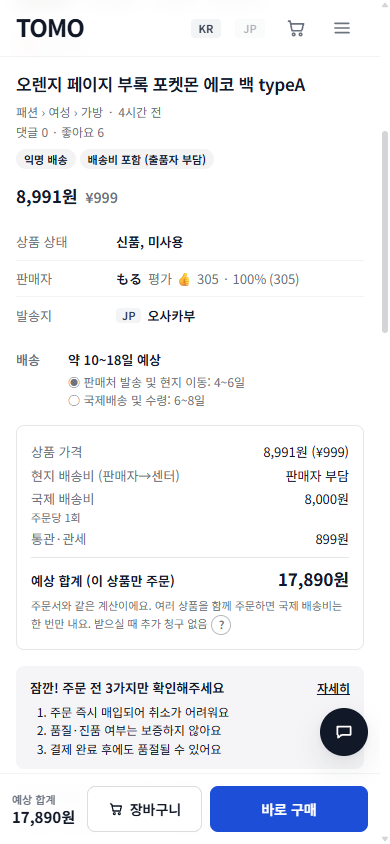 TOMO KR JP
오렌지 페이지 부록 포켓몬 에코 백 typeA
패션 › 여성 › 가방 · 4시간 전
댓글 0 · 좋아요 6
익명 배송 배송비 포함 (출품자 부담)
8,991원 ¥999
상품 상태 신품, 미사용
판매자 もる 평가 👍 305 · 100% (305)
발송지 JP 오사카부
배송 약 10~18일 예상
◉ 판매처 발송 및 현지 이동: 4~6일
○ 국제배송 및 수령: 6~8일
상품 가격 8,991원 (¥999)
현지 배송비 (판매자→센터) 판매자 부담
국제 배송비 8,000원
주문당 1회
통관·관세 899원
예상 합계 (이 상품만 주문) 17,890원
주문서와 같은 계산이에요. 여러 상품을 함께 주문하면 국제 배송비는
한 번만 내요. 받으실 때 추가 청구 없음 ?
잠깐! 주문 전 3가지만 확인해주세요 자세히
1. 주문 즉시 매입되어 취소가 어려워요
2. 품질·진품 여부는 보증하지 않아요
3. 결제 완료 후에도 품절될 수 있어요
예상 합계
17,890원 장바구니 바로 구매